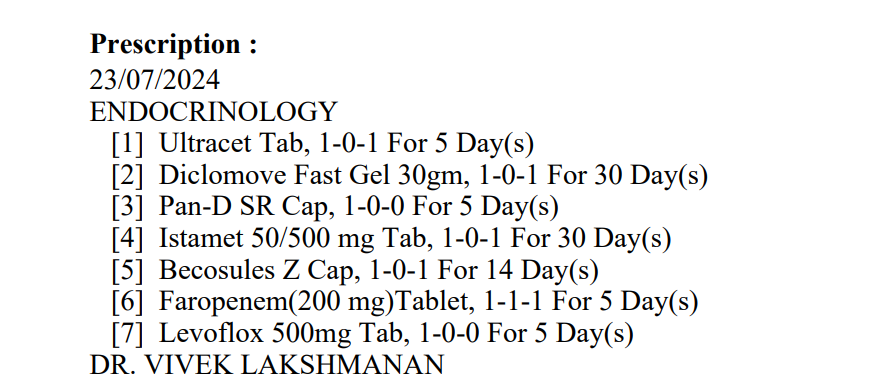 Prescription :
23/07/2024
ENDOCRINOLOGY
[1] Ultracet Tab, 1-0-1 For 5 Day(s)
[2] Diclomove Fast Gel 30gm, 1-0-1 For 30 Day(s)
[3] Pan-D SR Cap, 1-0-0 For 5 Day(s)
[4] Istamet 50/500 mg Tab, 1-0-1 For 30 Day(s)
[5] Becosules Z Cap, 1-0-1 For 14 Day(s)
[6] Faropenem(200 mg)Tablet, 1-1-1 For 5 Day(s)
[7] Levoflox 500mg Tab, 1-0-0 For 5 Day(s)
DR. VIVEK LAKSHMANAN